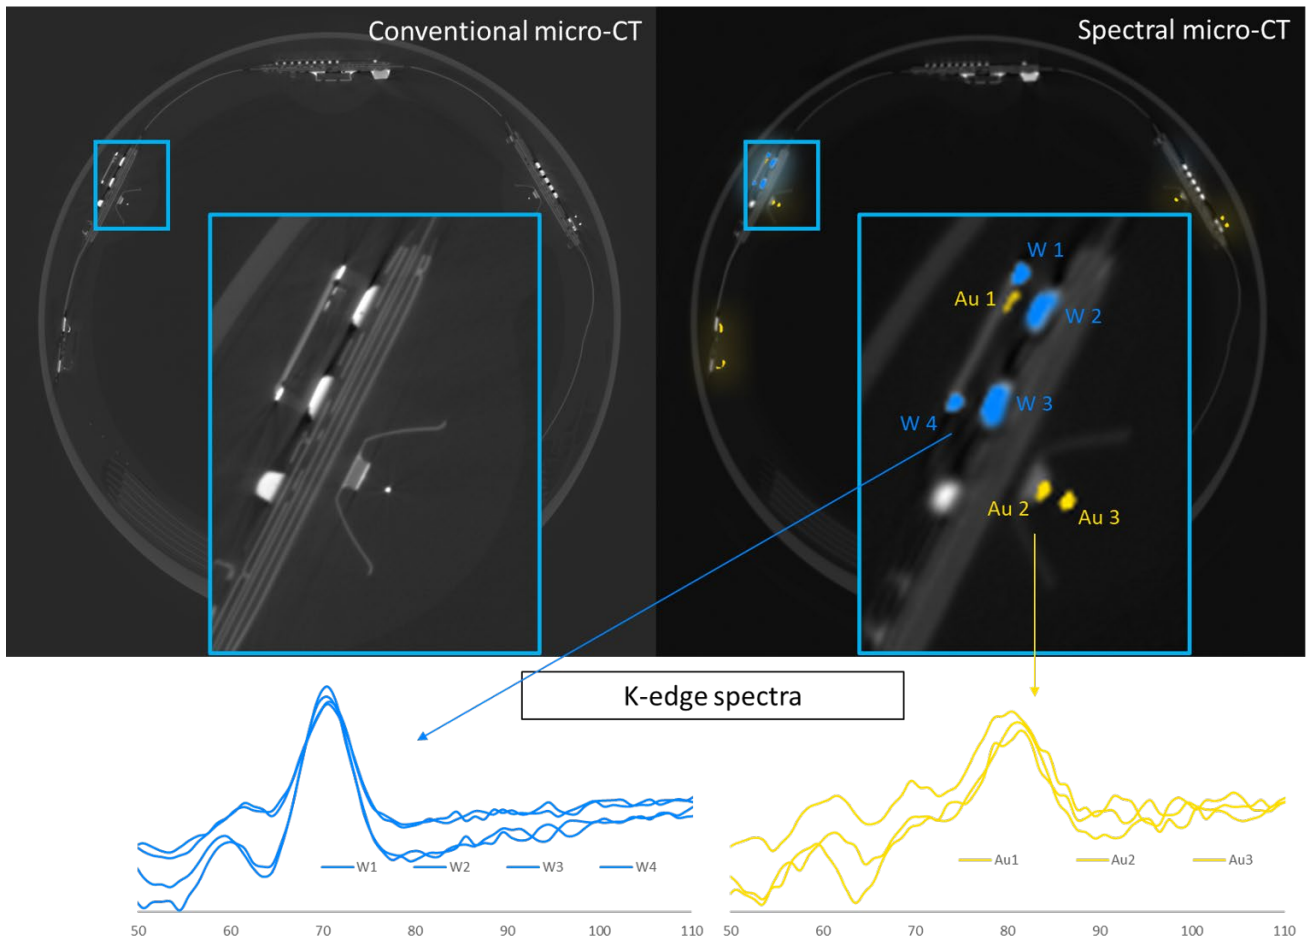 Conventional micro-CT
Spectral micro-CT
W 1
Au 1
W 2
W 3
W 4
Au 2
Au 3
K-edge spectra
W1 W2 W3 W4
50 60 70 80 90 100 110
Au1 Au2 Au3
50 60 70 80 90 100 110